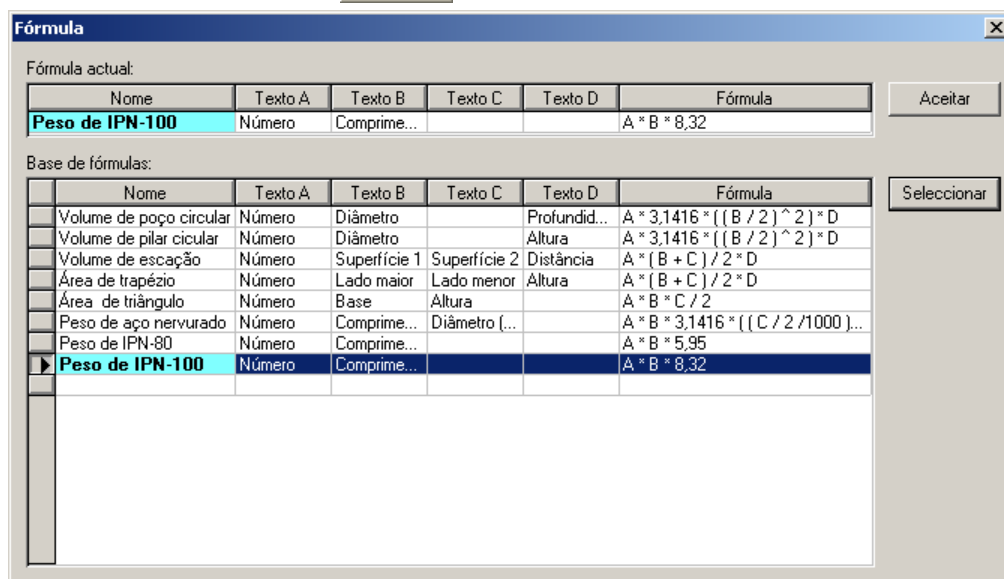 Fórmula
Fórmula actual:
Nome Texto A Texto B Texto C Texto D Fórmula
Peso de IPN-100 Número Comprime... A * B * 8,32
Aceitar
Base de fórmulas:
Nome Texto A Texto B Texto C Texto D Fórmula
Seleccionar
Volume de poço circular Número Diâmetro Profundid... A * 3,1416 * ( ( B / 2 ) ^ 2 ) * D
Volume de pilar cicular Número Diâmetro Altura A * 3,1416 * ( ( B / 2 ) ^ 2 ) * D
Volume de escação Número Superfície 1 Superfície 2 Distância A * ( B + C ) / 2 * D
Área de trapézio Número Lado maior Lado menor Altura A * ( B + C ) / 2 * D
Área de triângulo Número Base Altura A * B * C / 2
Peso de aço nervurado Número Comprime... Diâmetro (... A * B * 3,1416 * ( ( C / 2 /1000 )...
Peso de IPN-80 Número Comprime... A * B * 5,95
Peso de IPN-100 Número Comprime... A * B * 8,32